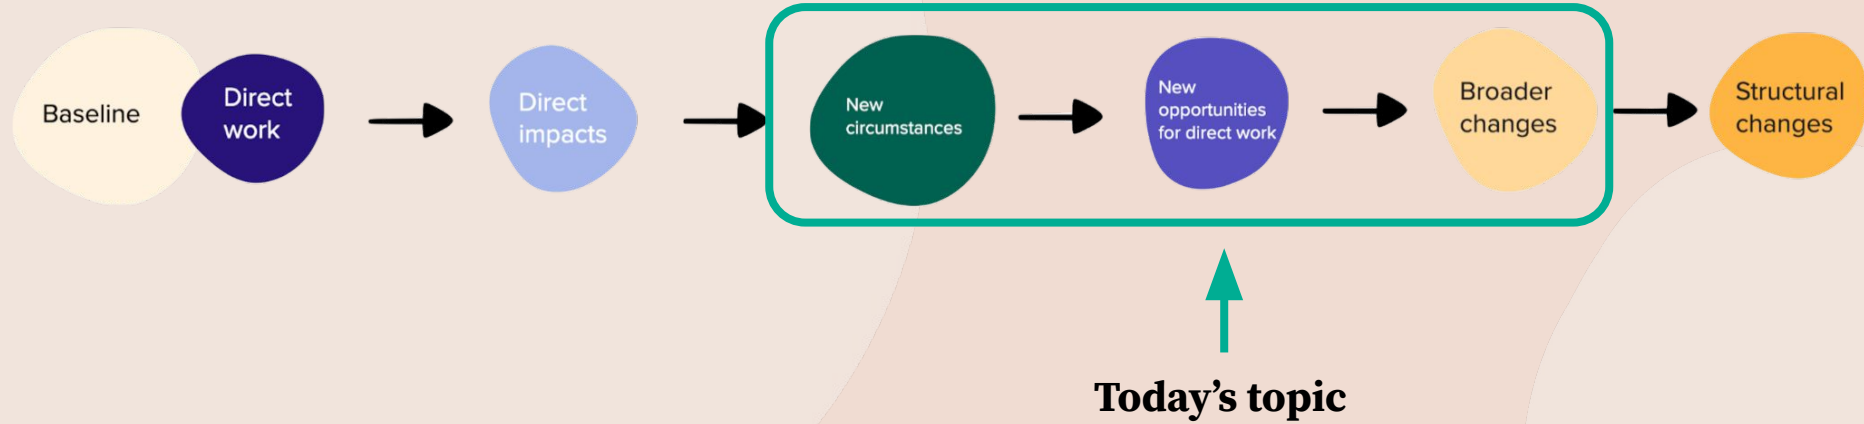 Baseline
Direct
work
Direct
impacts
New
circumstances
New
opportunities
for direct work
Broader
changes
Structural
changes
Today’s topic